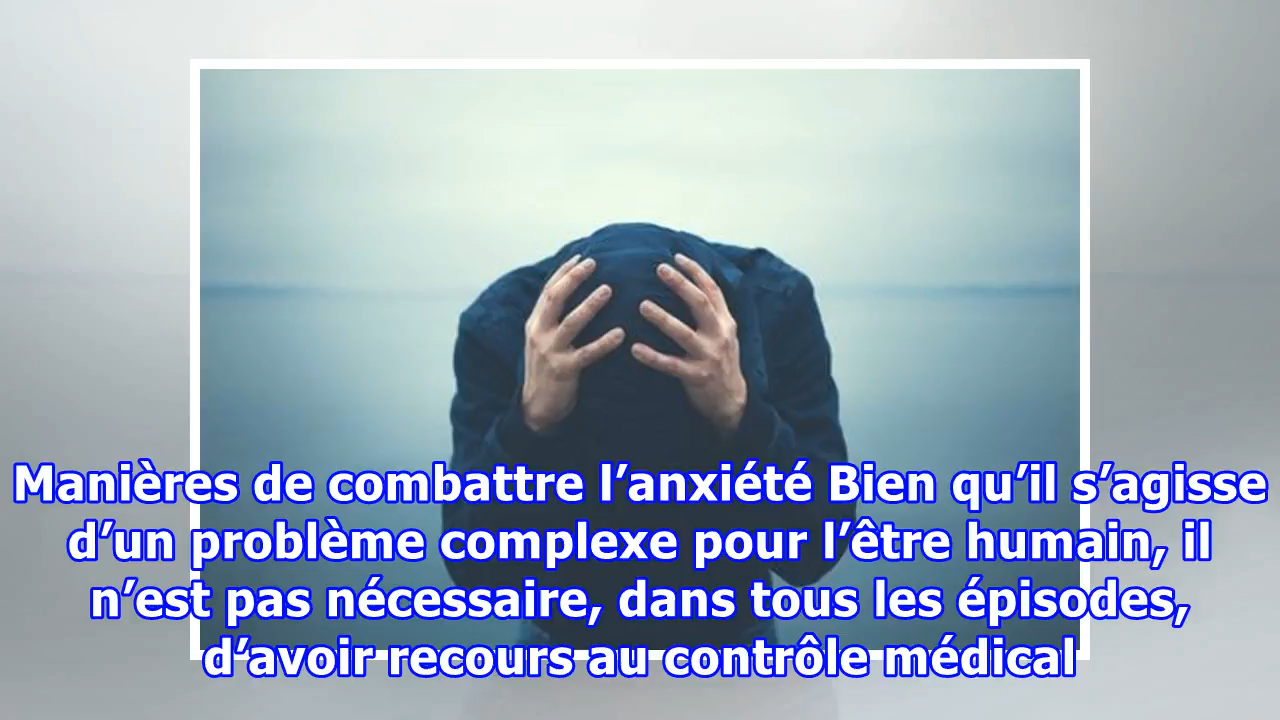 Manières de combattre l’anxiété Bien qu’il s’agisse
d’un problème complexe pour l’être humain, il
n’est pas nécessaire, dans tous les épisodes,
d’avoir recours au contrôle médical